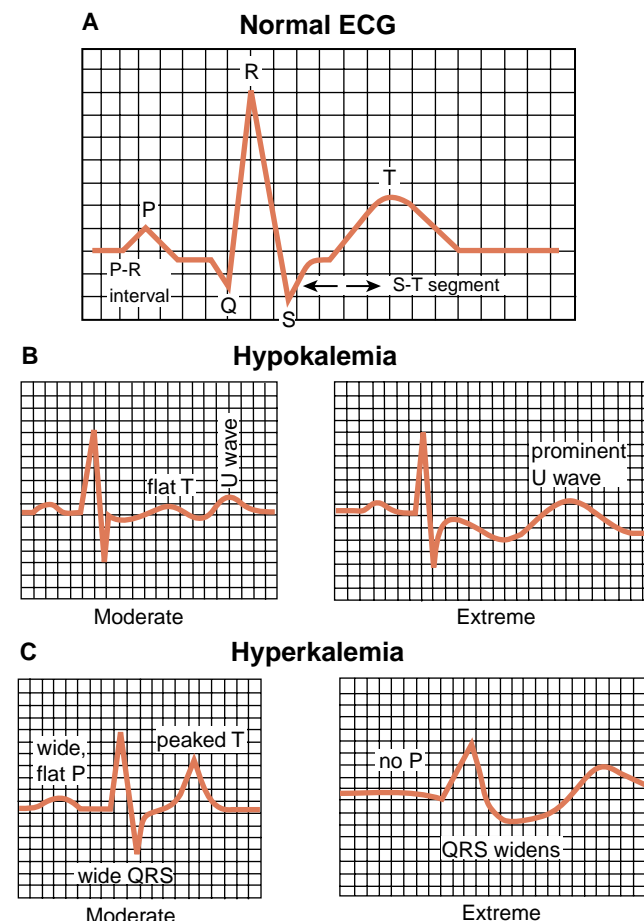 A
Normal ECG
R
P
T
P-R
interval
Q
S
S-T segment
B
Hypokalemia
flat T
U wave
prominent
U wave
Moderate
Extreme
C
Hyperkalemia
wide,
flat P
peaked T
wide QRS
no P
QRS widens
Moderate
Extreme